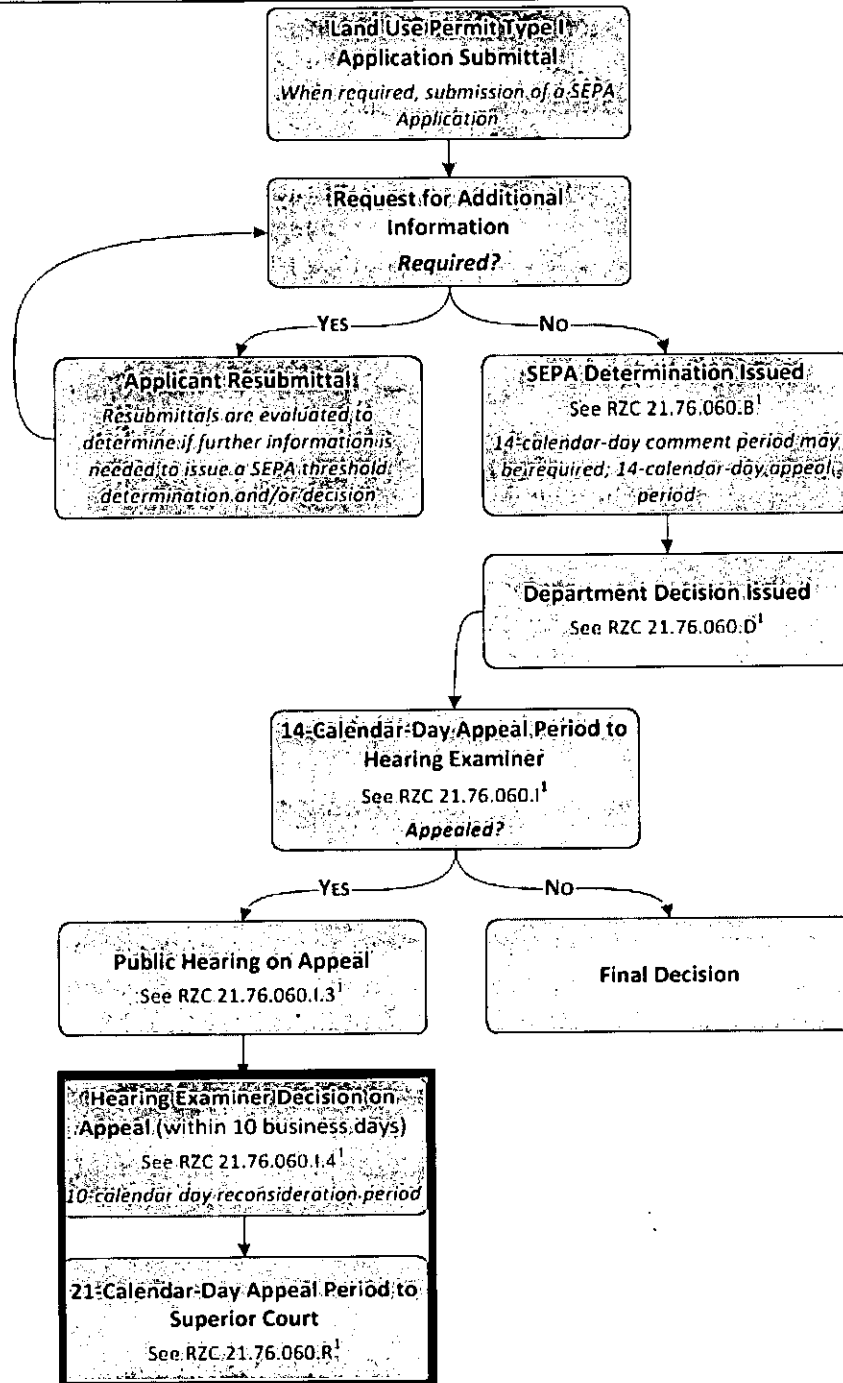 Land Use Permit Type I
Application Submittal
When required, submission of a SEPA
Application
Request for Additional
Information
Required?
YES
NO
Applicant Resubmittal
Resubmittals are evaluated to
determine if further information is
needed to issue a SEPA threshold
determination and/or decision
SEPA Determination Issued
See RZC 21.76.060.B¹
14-calendar-day comment period may
be required; 14-calendar-day appeal
period
Department Decision Issued
See RZC 21.76.060.D¹
14-Calendar-Day Appeal Period to
Hearing Examiner
See RZC 21.76.060.I¹
Appealed?
YES
NO
Public Hearing on Appeal
See RZC 21.76.060.I.3¹
Final Decision
Hearing Examiner Decision on
Appeal (within 10 business days)
See RZC 21.76.060.I.4¹
10-calendar day reconsideration period
21-Calendar-Day Appeal Period to
Superior Court
See RZC 21.76.060.R¹